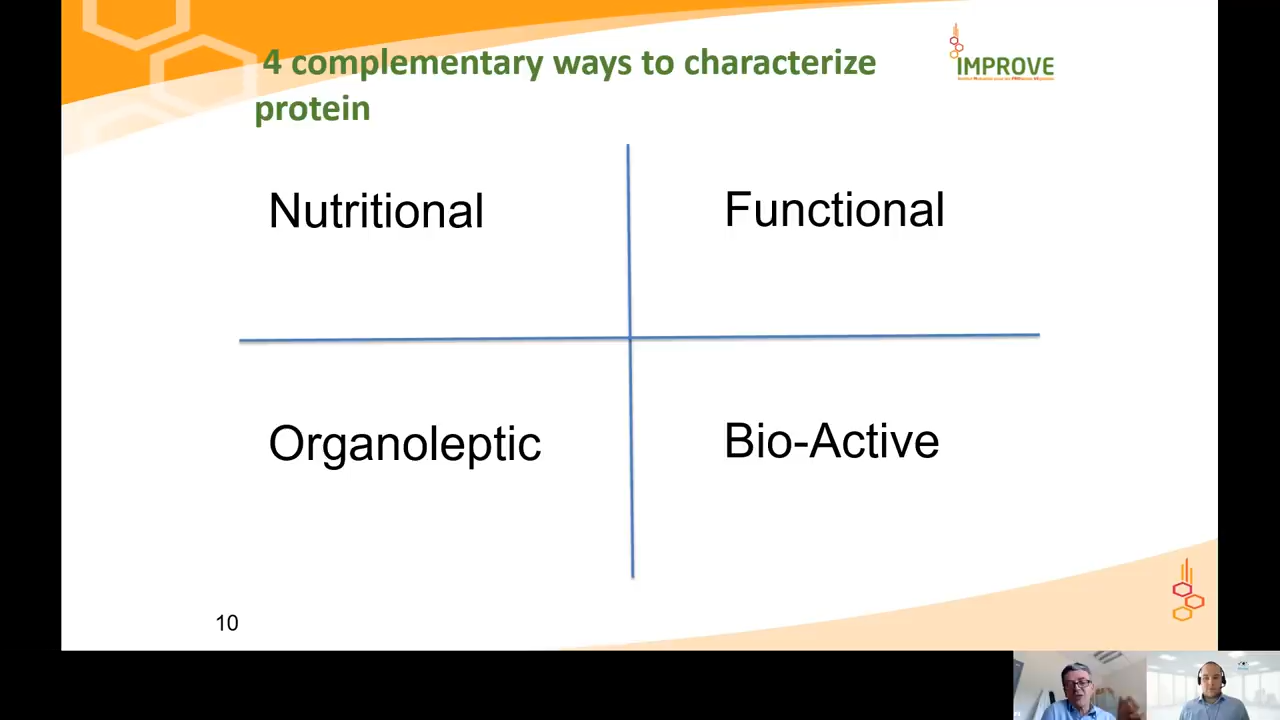 4 complementary ways to characterize
protein
IMPROVE
Nutritional
Functional
Organoleptic
Bio-Active
10